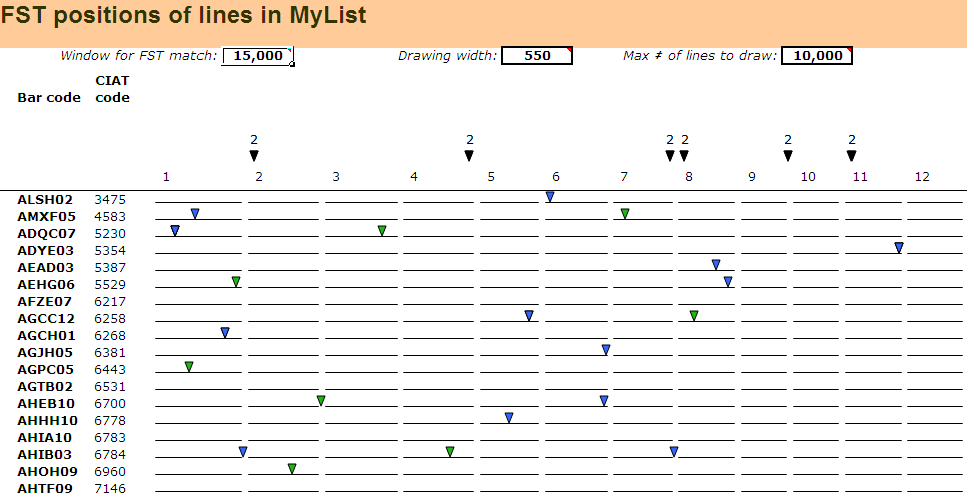 FST positions of lines in MyList
Window for FST match: 15,000 Drawing width: 550 Max # of lines to draw: 10,000
CIAT
Bar code code
2 2 2 2 2 2
1 2 3 4 5 6 7 8 9 10 11 12
ALSH02 3475
AMXF05 4583
ADQC07 5230
ADYE03 5354
AEAD03 5387
AEHG06 5529
AFZE07 6217
AGCC12 6258
AGCH01 6268
AGJH05 6381
AGPC05 6443
AGTB02 6531
AHEB10 6700
AHHH10 6778
AHIA10 6783
AHIB03 6784
AHOH09 6960
AHTF09 7146